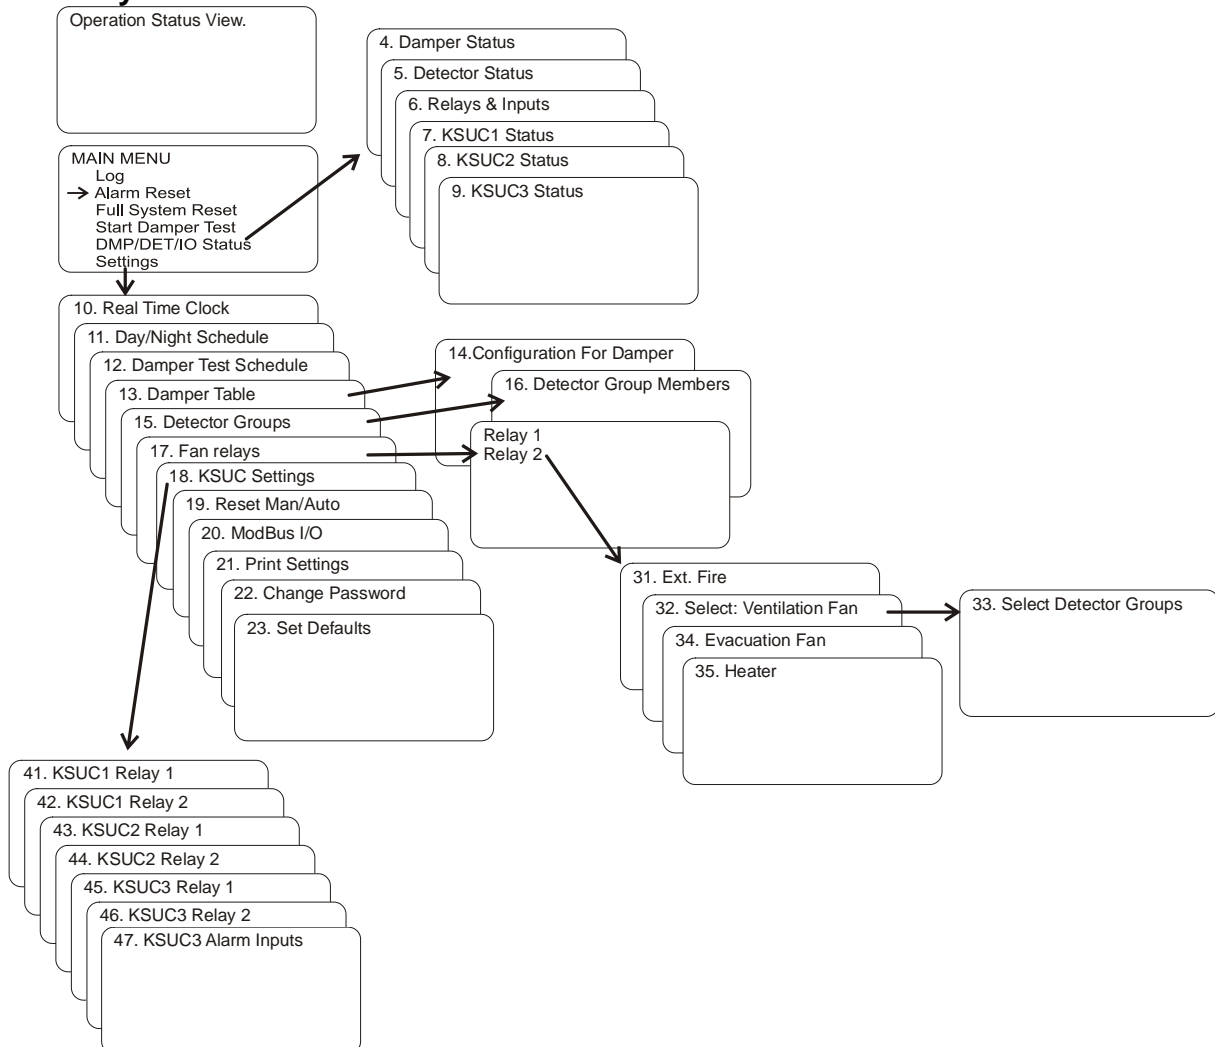 Operation Status View.
MAIN MENU
Log
Alarm Reset
Full System Reset
Start Damper Test
DMP/DET/IO Status
Settings
4. Damper Status
5. Detector Status
6. Relays & Inputs
7. KSUC1 Status
8. KSUC2 Status
9. KSUC3 Status
10. Real Time Clock
11. Day/Night Schedule
12. Damper Test Schedule
13. Damper Table
15. Detector Groups
17. Fan relays
18. KSUC Settings
19. Reset Man/Auto
20. ModBus I/O
21. Print Settings
22. Change Password
23. Set Defaults
14.Configuration For Damper
16. Detector Group Members
Relay 1
Relay 2
31. Ext. Fire
32. Select: Ventilation Fan
34. Evacuation Fan
35. Heater
33. Select Detector Groups
41. KSUC1 Relay 1
42. KSUC1 Relay 2
43. KSUC2 Relay 1
44. KSUC2 Relay 2
45. KSUC3 Relay 1
46. KSUC3 Relay 2
47. KSUC3 Alarm Inputs